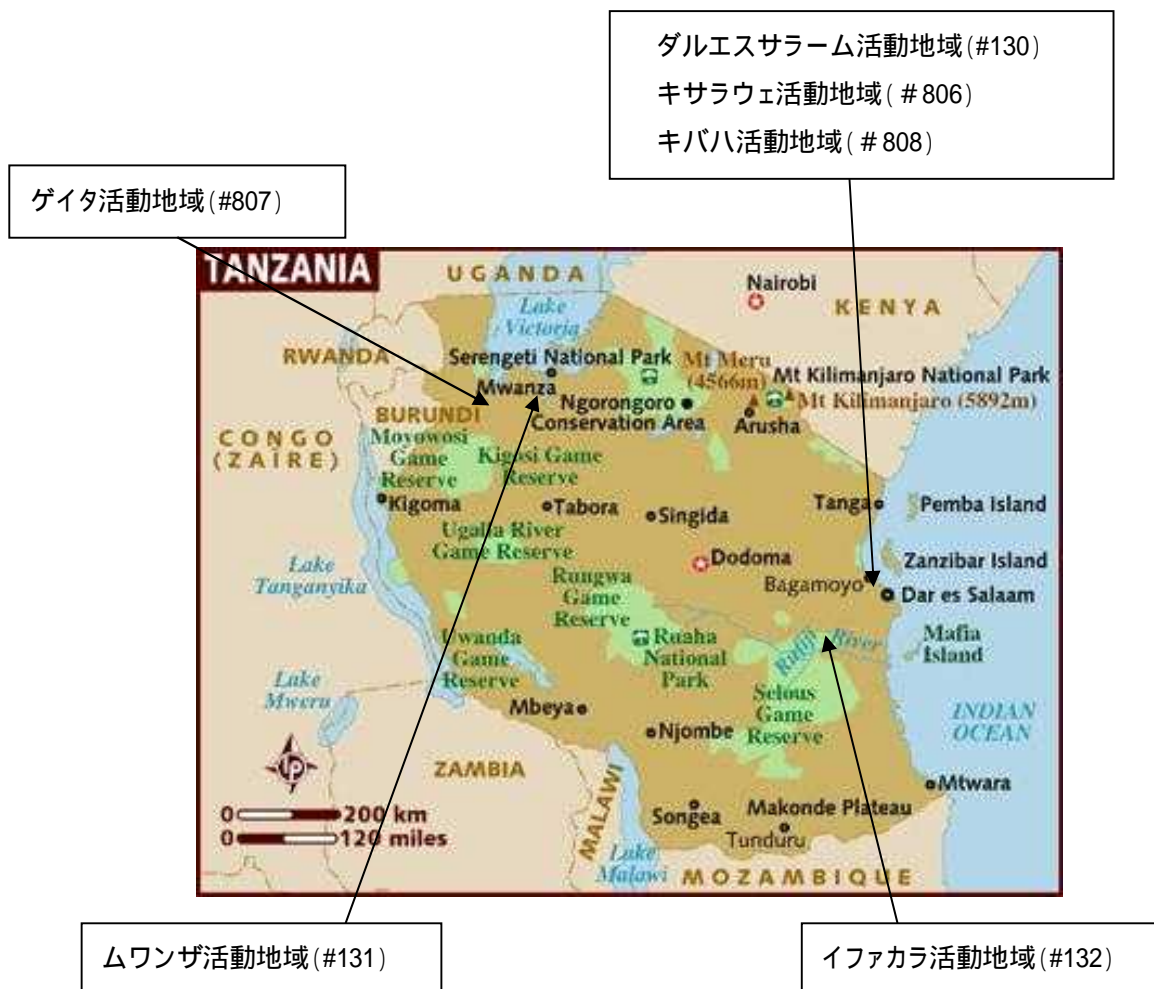 ダルエスサラーム活動地域(#130)
キサラウェ活動地域(＃806)
キバハ活動地域(＃808)
ゲイタ活動地域(#807)
TANZANIA
UGANDA
Nairobi
KENYA
Lake
Victoria
RWANDA
Serengeti National Park
Mt Meru
(4566m)
Mt Kilimanjaro National Park
Mwanza
Mt Kilimanjaro (5892m)
BURUNDI
Ngorongoro
Conservation Area
Arusha
CONGO
(ZAIRE)
Moyowosi
Game
Reserve
Kigosi Game
Reserve
Kigoma
Tabora
Singida
Tanga
Pemba Island
Ugalla River
Game Reserve
Dodoma
Zanzibar Island
Lake
Tanganyika
Rungwa
Game
Reserve
Bagamoyo
Dar es Salaam
Uwanda
Game
Reserve
Ruaha
National
Park
Rufiji River
Mafia
Island
Lake
Mweru
Mbeya
Selous
Game
Reserve
Njombe
INDIAN
OCEAN
lp
ZAMBIA
MALAWI
Mtwara
0 200 km
0 120 miles
Songea
Makonde Plateau
Tunduru
Lake
Malawi
MOZAMBIQUE
ムワンザ活動地域(#131)
イファカラ活動地域(#132)